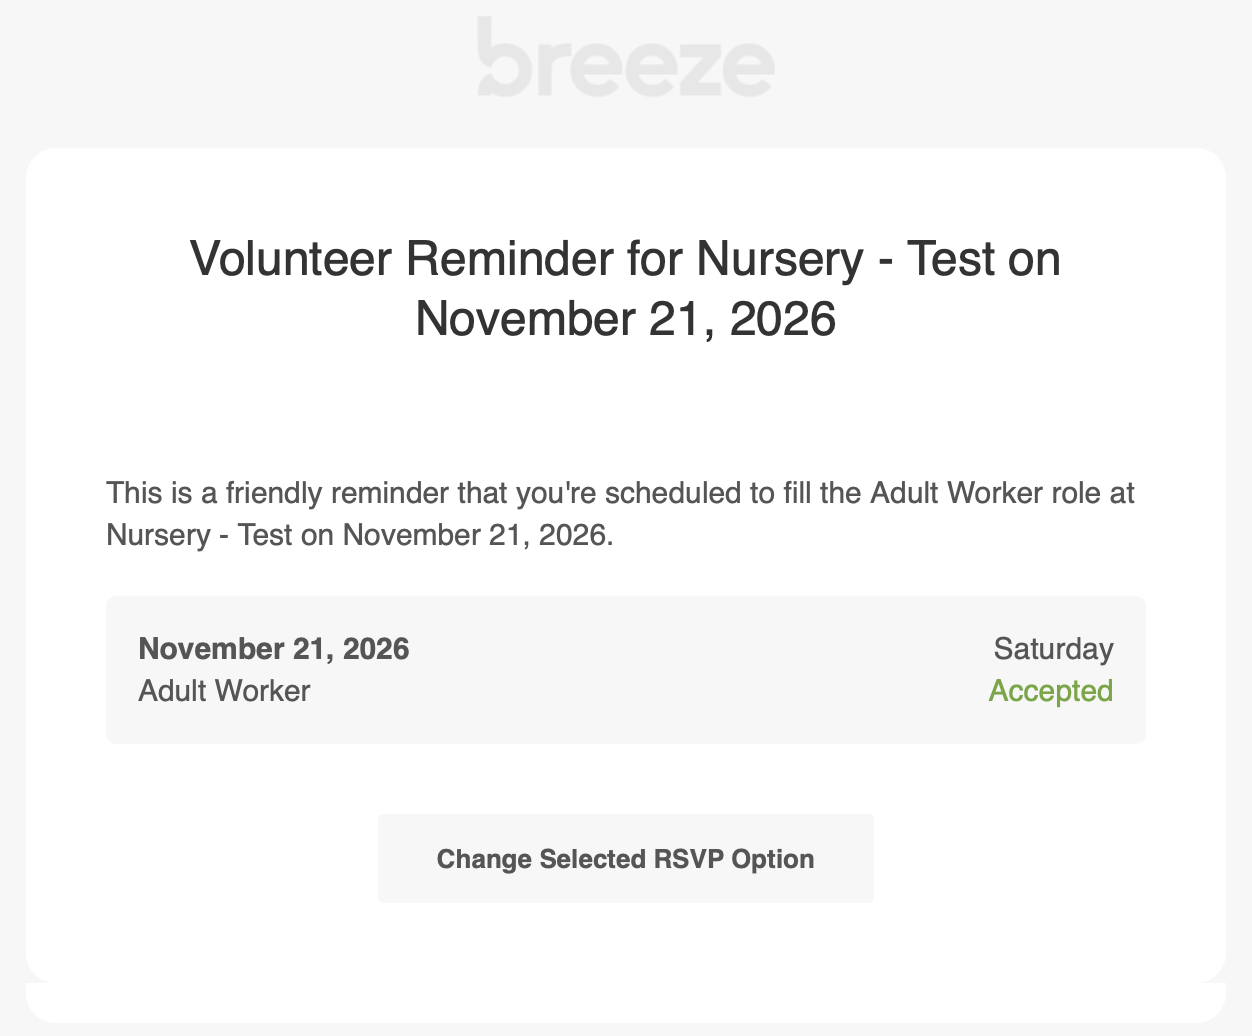 breeze
Volunteer Reminder for Nursery - Test on
November 21, 2026
This is a friendly reminder that you're scheduled to fill the Adult Worker role at
Nursery - Test on November 21, 2026.
November 21, 2026
Saturday
Adult Worker
Accepted
Change Selected RSVP Option